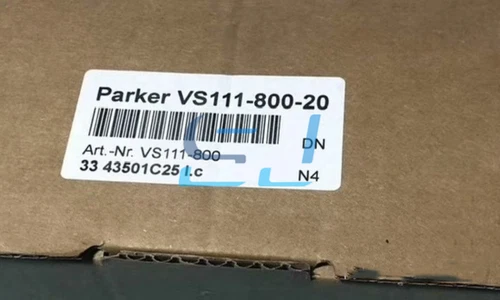 Parker VS111-800-20
DN
Art.-Nr. VS111-800
33 43501C25 I.c
N4